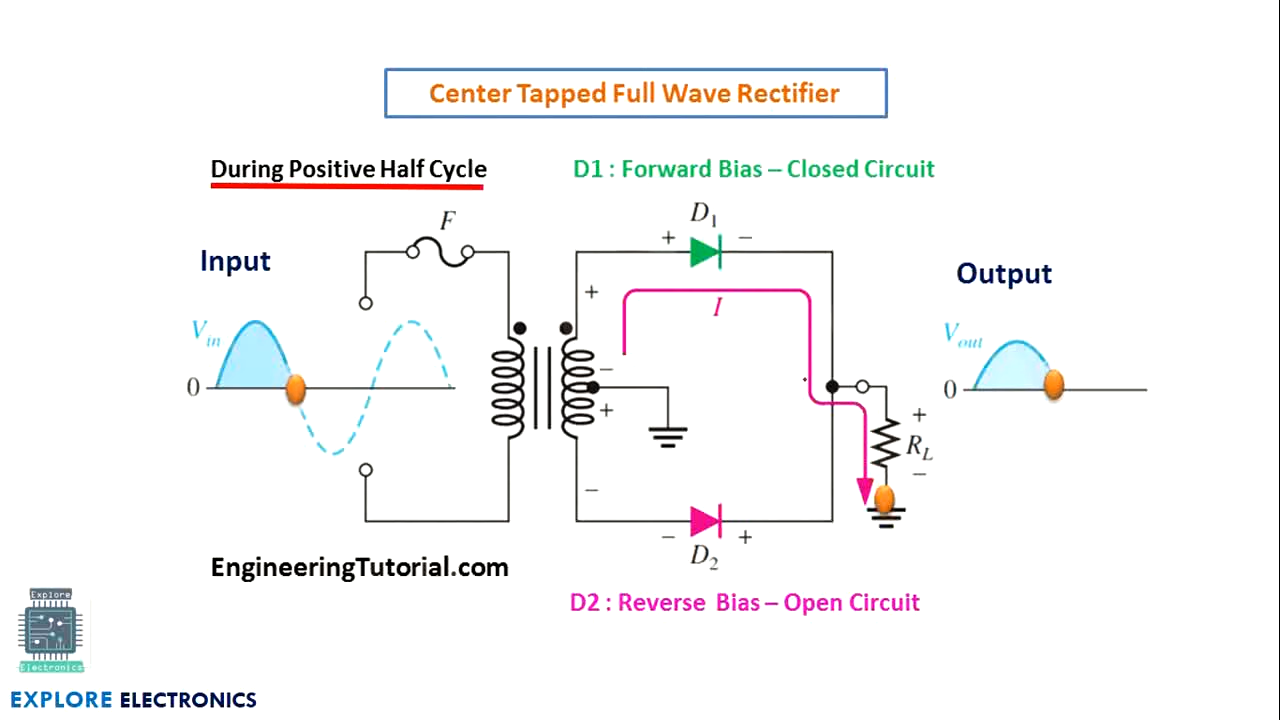 Center Tapped Full Wave Rectifier
During Positive Half Cycle
D1 : Forward Bias – Closed Circuit
F
D1
+ –
Input
Output
+
I
Vin
Vout
0
–
+
0
+
RL
–
–
– +
D2
EngineeringTutorial.com
D2 : Reverse Bias – Open Circuit
Explore
Electronics
EXPLORE ELECTRONICS